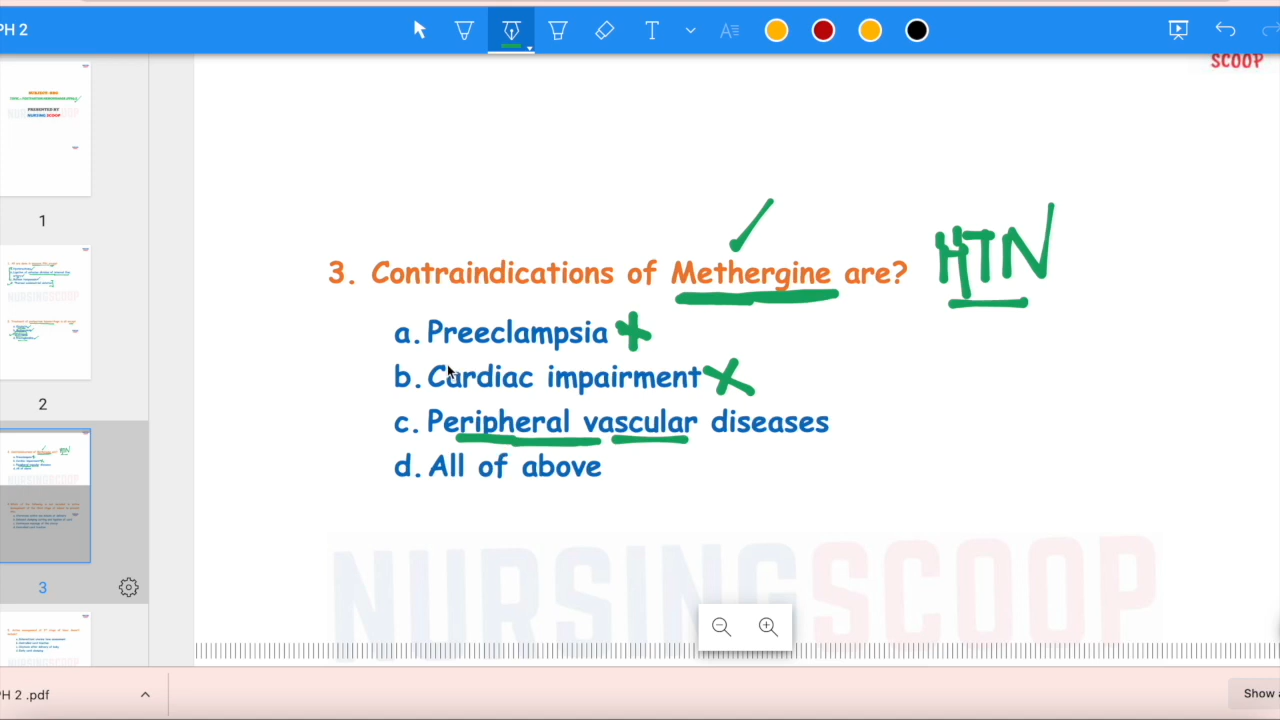 PH 2
T
A
SCOOP
1
2
3
HTN
3. Contraindications of Methergine are?
a. Preeclampsia
b. Cardiac impairment
c. Peripheral vascular diseases
d. All of above
NURSINGSCOOP
PH 2 .pdf
Show a